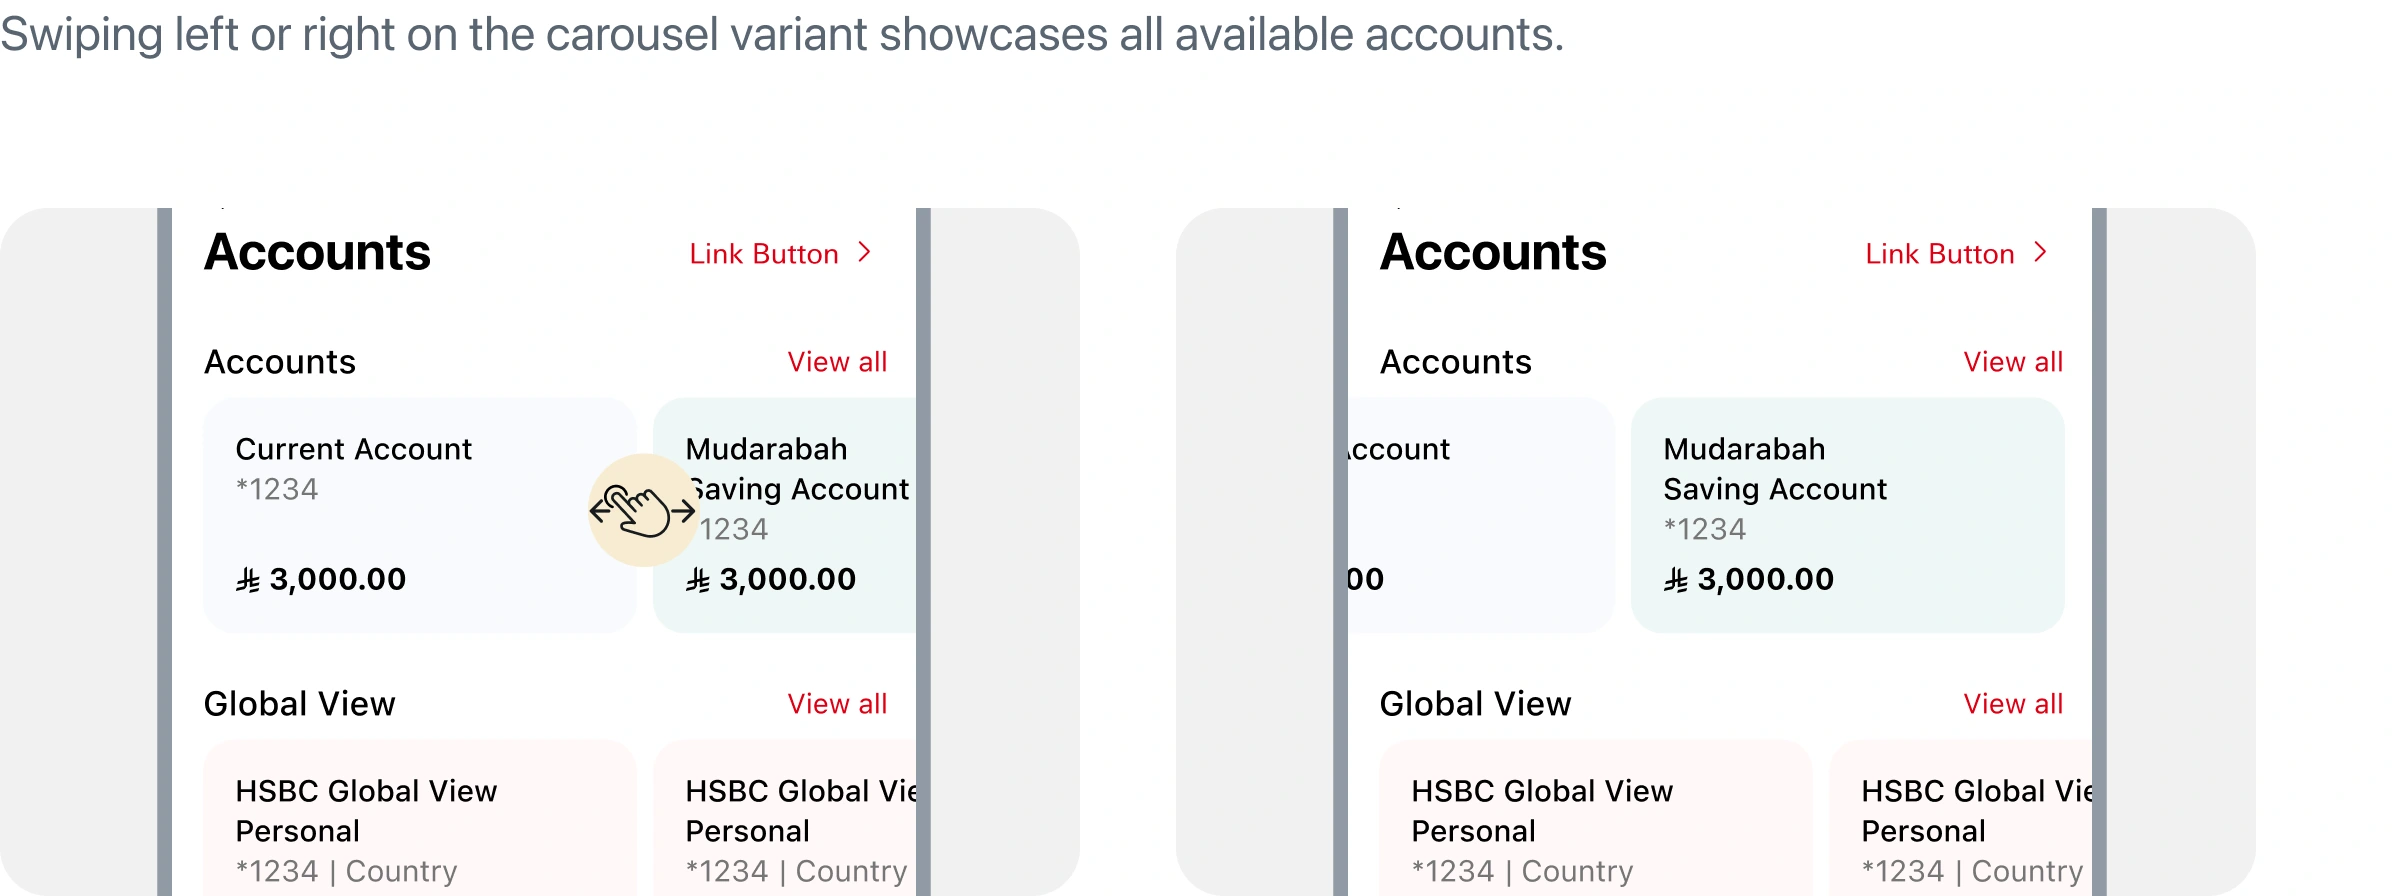 Swiping left or right on the carousel variant showcases all available accounts.
Accounts
Link Button
Accounts
View all
Current Account
*1234
⃁ 3,000.00
Mudarabah
Saving Account
1234
⃁ 3,000.00
Global View
View all
HSBC Global View
Personal
*1234 | Country
HSBC Global Vie
Personal
*1234 | Country
Accounts
Link Button
Accounts
View all
ccount
00
Mudarabah
Saving Account
*1234
⃁ 3,000.00
Global View
View all
HSBC Global View
Personal
*1234 | Country
HSBC Global Vie
Personal
*1234 | Country